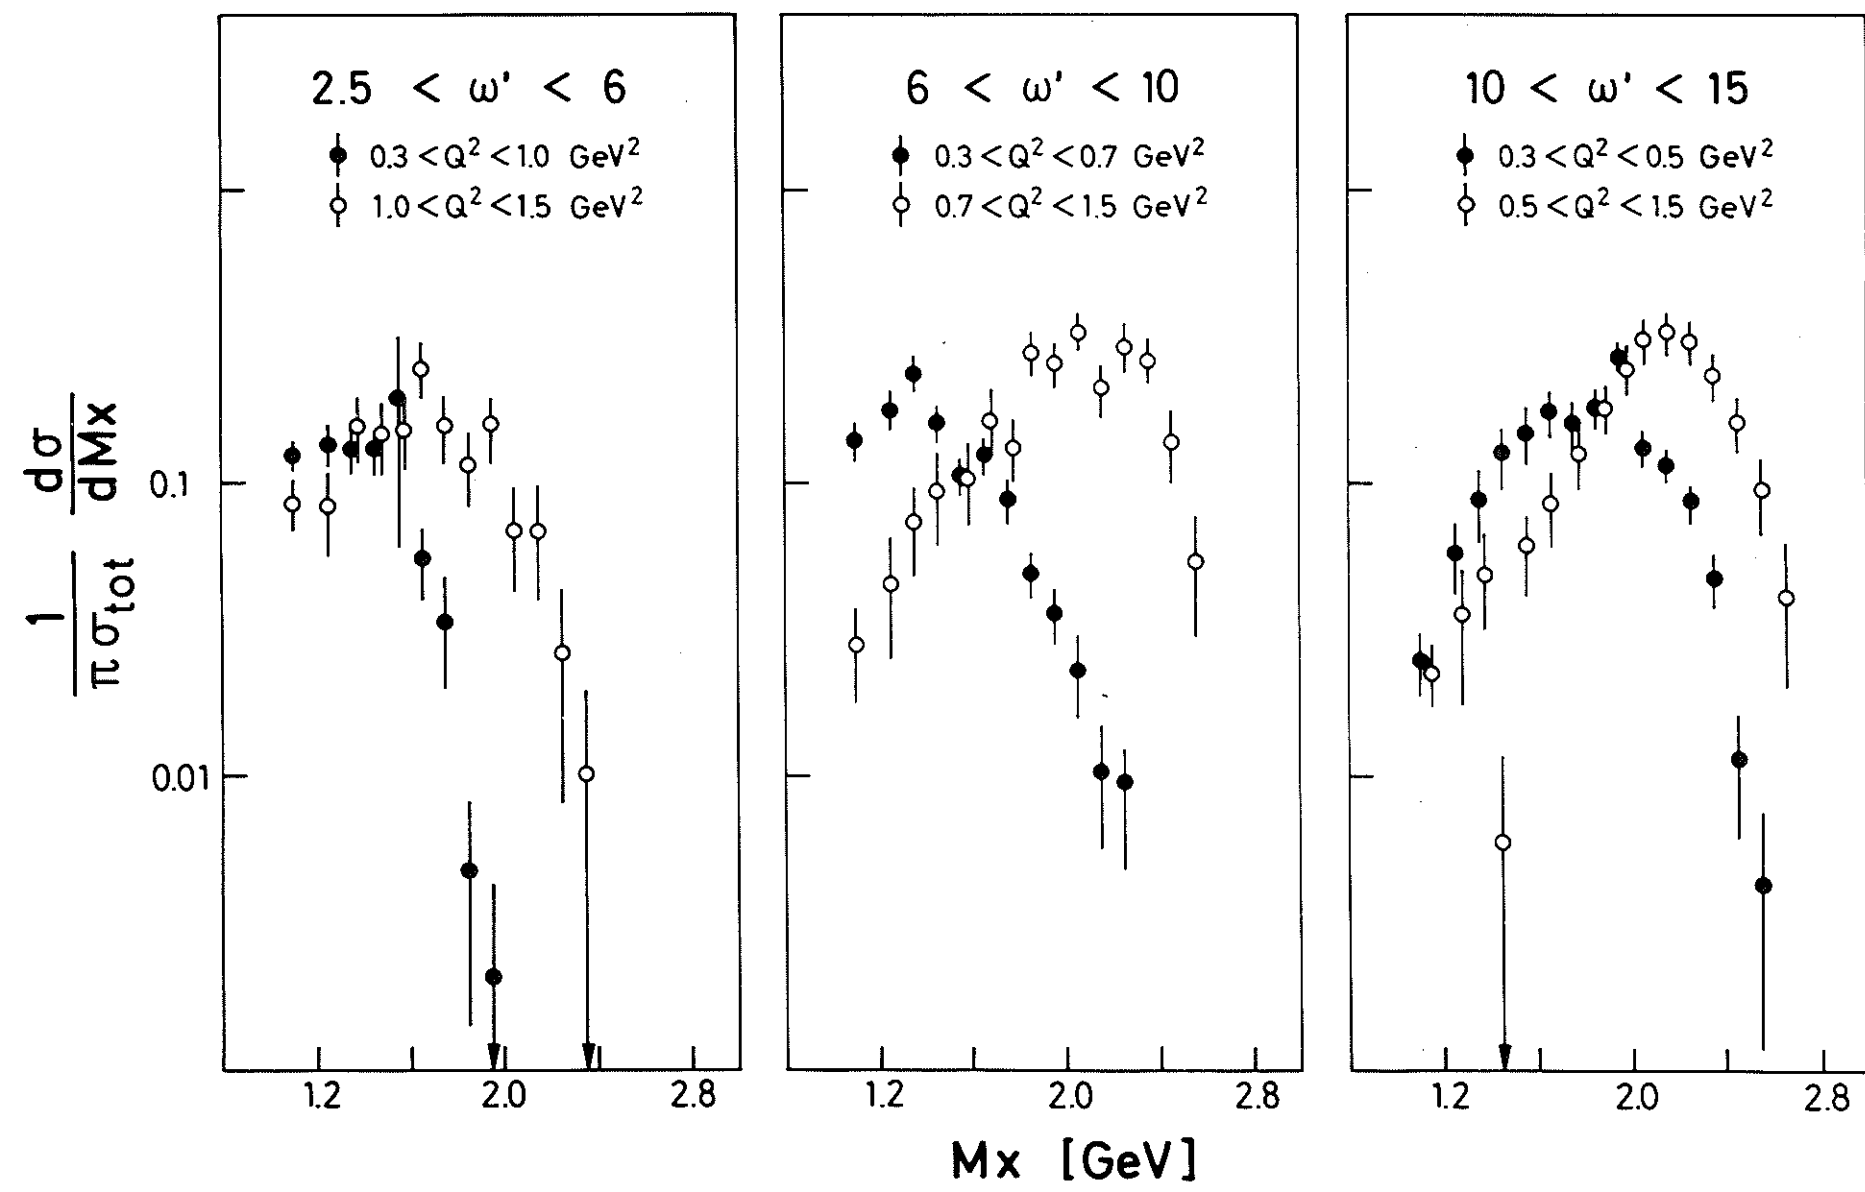 2.5 < ω' < 6
0.3 < Q² < 1.0 GeV²
1.0 < Q² < 1.5 GeV²
6 < ω' < 10
0.3 < Q² < 0.7 GeV²
0.7 < Q² < 1.5 GeV²
10 < ω' < 15
0.3 < Q² < 0.5 GeV²
0.5 < Q² < 1.5 GeV²
1 dσ
π σtot dMx
0.1
0.01
1.2 2.0 2.8
1.2 2.0 2.8
1.2 2.0 2.8
Mx [GeV]